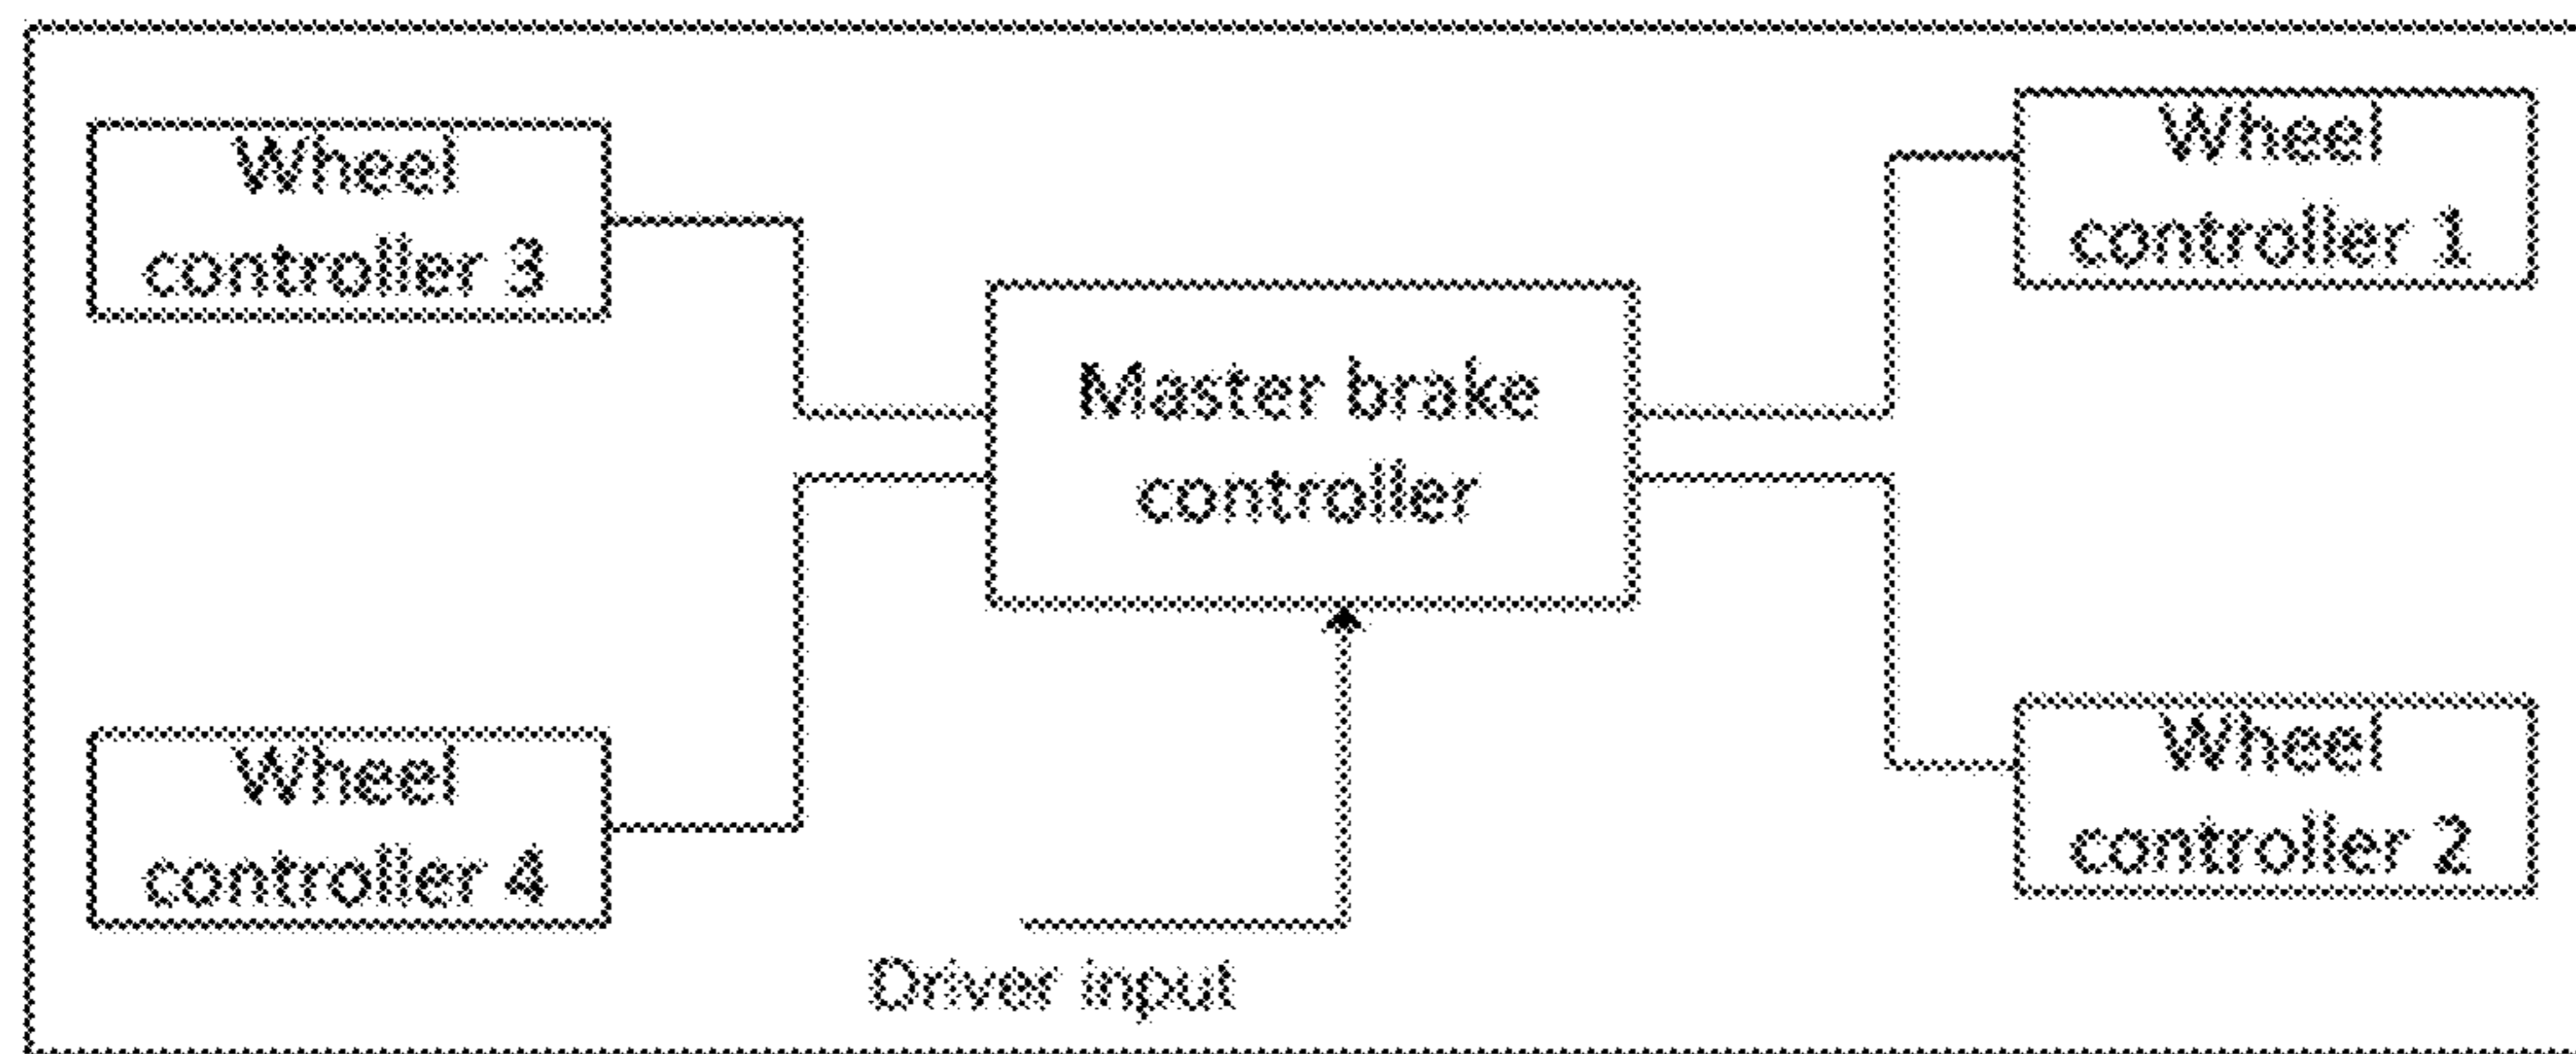 Wheel
controller 3
Wheel
controller 1
Master brake
controller
Wheel
controller 4
Wheel
controller 2
Driver input